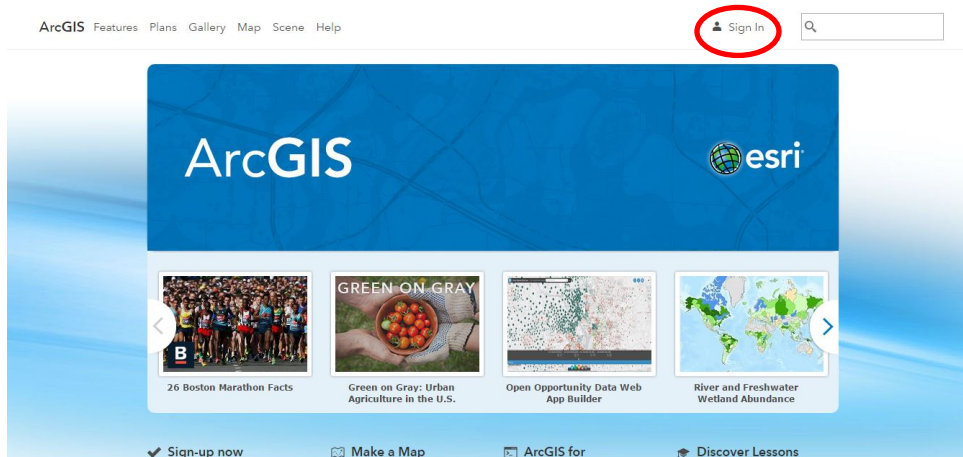 ArcGIS Features Plans Gallery Map Scene Help Sign In
ArcGIS
esri
GREEN ON GRAY
B
26 Boston Marathon Facts
Green on Gray: Urban
Agriculture in the U.S.
Open Opportunity Data Web
App Builder
River and Freshwater
Wetland Abundance
Sign-up now
Make a Map
ArcGIS for
Discover Lessons